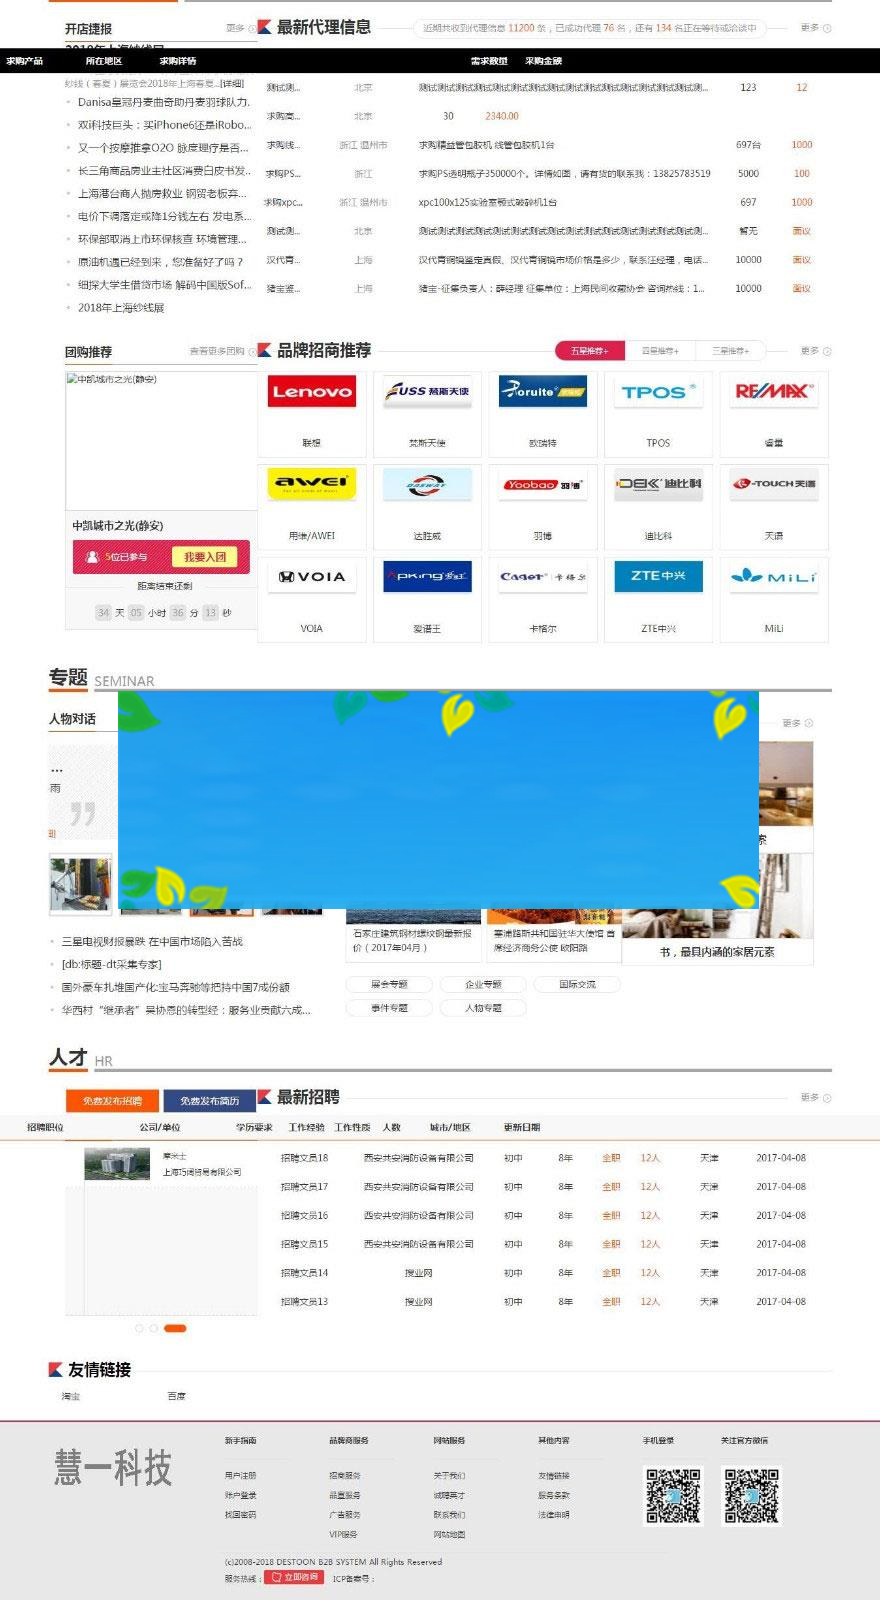 开店捷报
更多
最新代理信息
近期共收到代理信息 11200 条，已成功代理 76 名，还有 134 名正在等待或洽谈中
更多
求购产品 所在地区 求购详情 需求数量 采购金额
纱线（春夏）展览会2018年上海春夏...[详细]
Danisa皇冠丹麦曲奇助丹麦羽球队力.
双科技巨头：买iPhone6还是iRobo...
又一个按摩推拿O2O 脉度理疗是否...
长三角商品房业主社区消费白皮书发..
上海港台商人抛房救业 钢贸老板弃...
电价下调落定或降1分钱左右 发电系...
环保部取消上市环保核查 环境管理...
原油机遇已经到来，您准备好了吗？
细探大学生借贷市场 解码中国版Sof...
2018年上海纱线展
测试测... 北京 测试测试测试测试测试测试测试测试测试测试测试测试测试测... 123 12
求购高... 北京 30 2340.00
求购线... 浙江 温州市 求购精益管包胶机 线管包胶机1台 697台 1000
求购PS... 浙江 求购PS透明瓶子350000个。详情如图，请有货的联系我：13825783519 5000 100
求购xpc... 浙江 温州市 xpc100x125实验室颚式破碎机1台 697 1000
测试测... 北京 测试测试测试测试测试测试测试测试测试测试测试测试测试测... 暂无 面议
汉代青... 上海 汉代青铜镜鉴定真假、汉代青铜镜市场价格是多少，联系汪经理，电话... 10000 面议
猪宝鉴... 上海 猪宝-征集负责人：薛经理 征集单位：上海民间收藏协会 咨询热线：1... 10000 面议
团购推荐
查看更多团购
品牌招商推荐
五星推荐+ 四星推荐+ 三星推荐+
更多
中凯城市之光(静安)
中凯城市之光(静安)
5位已参与 我要入团
距离结束还剩
34 天 05 小时 36 分 13 秒
Lenovo FUSS 梵斯天使 Poruite TPOS RE/MAX
联想 梵斯天使 欧瑞特 TPOS 睿量
awei DASWAY Yoobao 羽博 迪比科 K-TOUCH 天语
用维/AWEI 达胜威 羽博 迪比科 天语
VOIA apking 爱谱王 Cager 卡格尔 ZTE中兴 MiLi
VOIA 爱谱王 卡格尔 ZTE中兴 MiLi
专题 SEMINAR
人物对话
更多
...
雨
索
石家庄建筑钢材螺纹钢最新报
价（2017年04月）
塞浦路斯共和国驻华大使馆 首
席经济商务公使 欧阳路
书，最具内涵的家居元素
三星电视财报暴跌 在中国市场陷入苦战
[db:标题-dt采集专家]
国外豪车扎堆国产化:宝马奔驰等把持中国7成份额
华西村“继承者”吴协恩的转型经：服务业贡献六成...
展会专题 企业专题 国际交流
事件专题 人物专题
人才 HR
免费发布招聘 免费发布简历
最新招聘
更多
招聘职位 公司/单位 学历要求 工作经验 工作性质 人数 城市/地区 更新日期
摩米士
上海巧阔贸易有限公司
招聘文员18 西安共安消防设备有限公司 初中 8年 全职 12人 天津 2017-04-08
招聘文员17 西安共安消防设备有限公司 初中 8年 全职 12人 天津 2017-04-08
招聘文员16 西安共安消防设备有限公司 初中 8年 全职 12人 天津 2017-04-08
招聘文员15 西安共安消防设备有限公司 初中 8年 全职 12人 天津 2017-04-08
招聘文员14 授业网 初中 8年 全职 12人 天津 2017-04-08
招聘文员13 授业网 初中 8年 全职 12人 天津 2017-04-08
友情链接
淘宝 百度
慧一科技
新手指南 品牌商服务 网站服务 其他内容 手机登录 关注官方微信
用户注册 招商服务 关于我们 友情链接
账户登录 品宣服务 诚聘英才 服务条款
找回密码 广告服务 联系我们 法律申明
VIP服务 网站地图
(c)2008-2018 DESTOON B2B SYSTEM All Rights Reserved
服务热线： 立即咨询 ICP备案号：